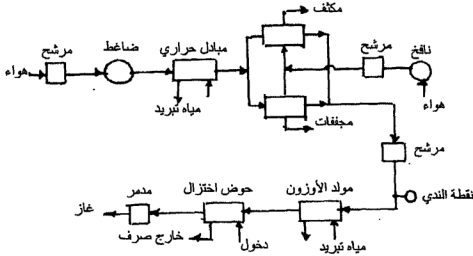 مكثف
مرشح
ضاغط
مبادل حراري
مرشح
نافخ
هواء
مياه تبريد
مجففات
هواء
مرشح
نقطة الندي
مدمر
حوض اختزال
مولد الأوزون
غاز
خارج صرف
دخول
مياه تبريد